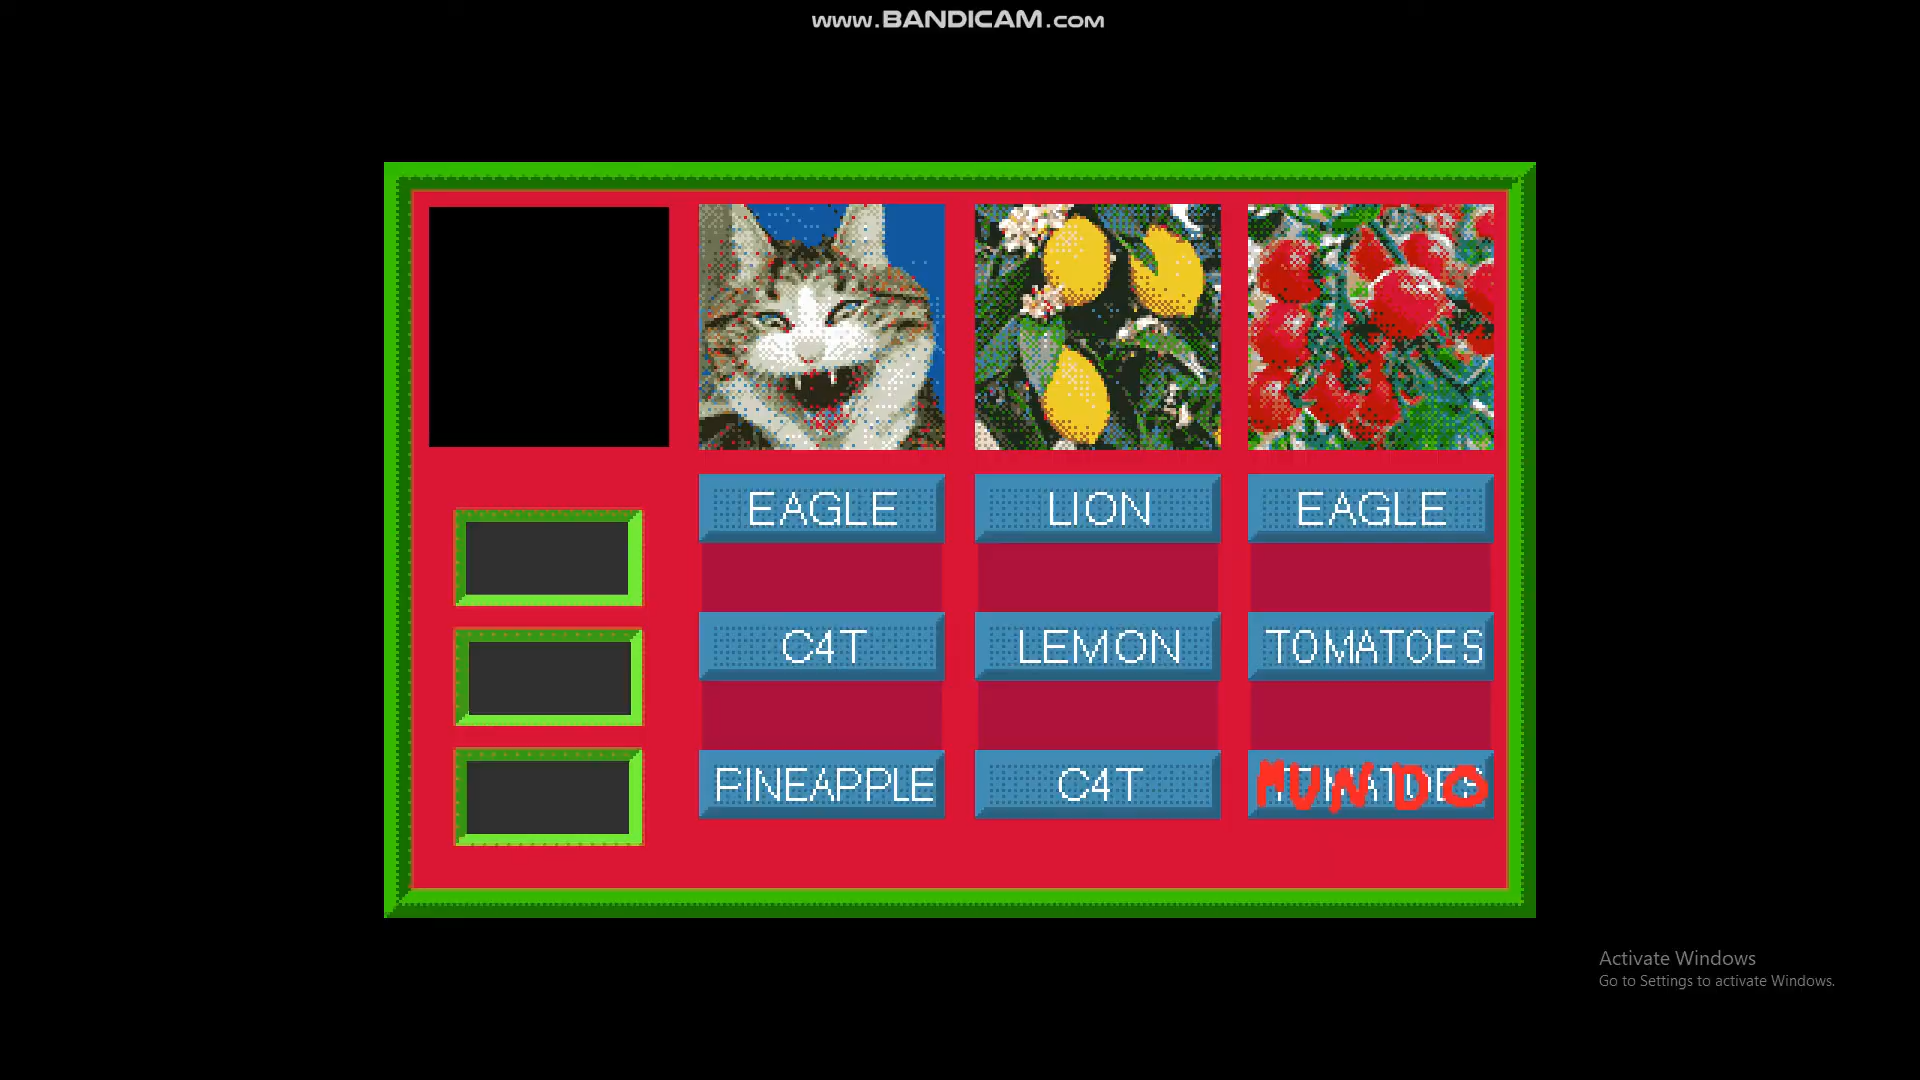 www.BANDICAM.com
EAGLE LION EAGLE
C4T LEMON TOMATOES
PINEAPPLE C4T MUNDO
Activate Windows
Go to Settings to activate Windows.